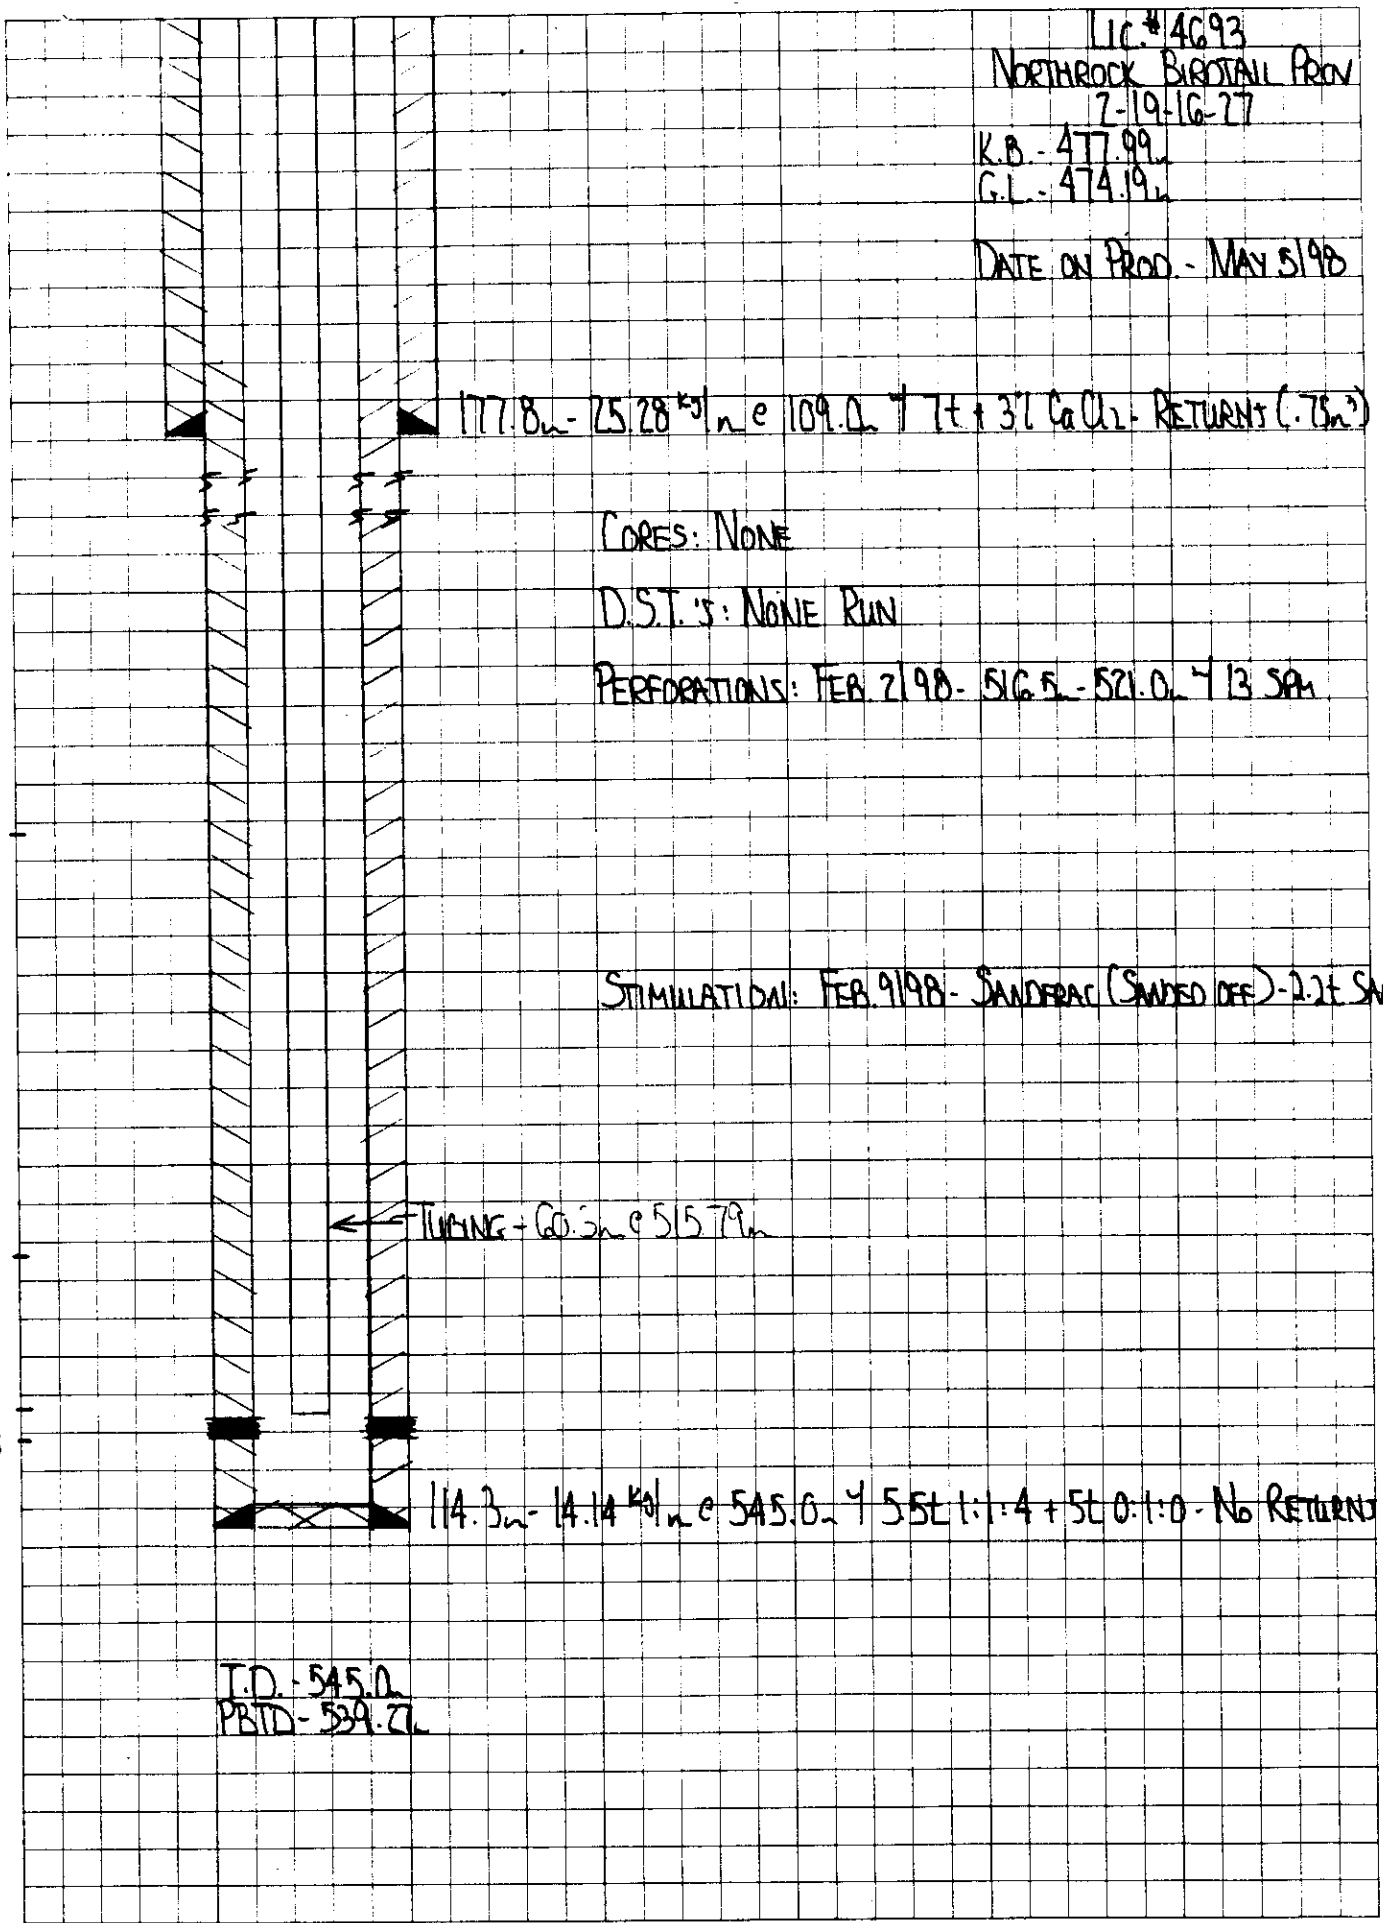 LIC.# 4693
NORTHROCK BIRDTAIL PROV
2-19-16-27
K.B.- 477.99m
G.L.- 474.19m
DATE ON PROD.- MAY 5/98
177.8m- 25.28 kg/m @ 109.0m 7t + 3% CaCl2- RETURNS (.75m³)
CORES: NONE
D.S.T.'S: NONE RUN
PERFORATIONS: FEB. 2/98- 516.5m- 521.0m 13 SPM
STIMULATION: FEB. 9/98- SANDFRAC (SANDED OFF)-2.2t
TUBING - 60.3m @ 515.79m
114.3m- 14.14 kg/m @ 545.0m 5.5t 1:1:4 + 5t 0:1:0- NO RETURNS
T.D.- 545.0m
PBTD- 539.27m